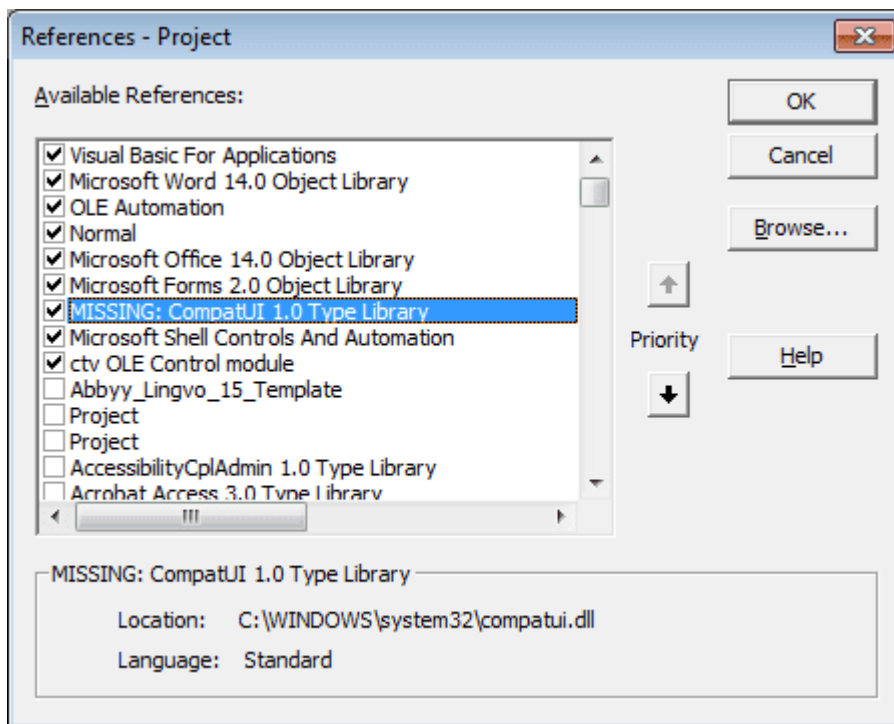 References - Project
Available References:
OK
Cancel
Browse...
Priority
Help
Visual Basic For Applications
Microsoft Word 14.0 Object Library
OLE Automation
Normal
Microsoft Office 14.0 Object Library
Microsoft Forms 2.0 Object Library
MISSING: CompatUI 1.0 Type Library
Microsoft Shell Controls And Automation
ctv OLE Control module
Abbyy_Lingvo_15_Template
Project
Project
AccessibilityCplAdmin 1.0 Type Library
Acrobat Access 3.0 Type Library
MISSING: CompatUI 1.0 Type Library
Location: C:\WINDOWS\system32\compatui.dll
Language: Standard